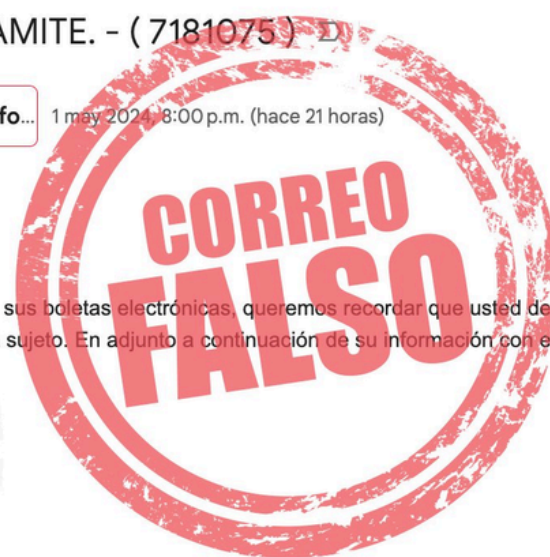 AMITE. - ( 7181075 )
fo... 1 may 2024, 8:00 p.m. (hace 21 horas)
CORREO
FALSO
sus boletas electrónicas, queremos recordar que usted de
sujeto. En adjunto a continuación de su información con e